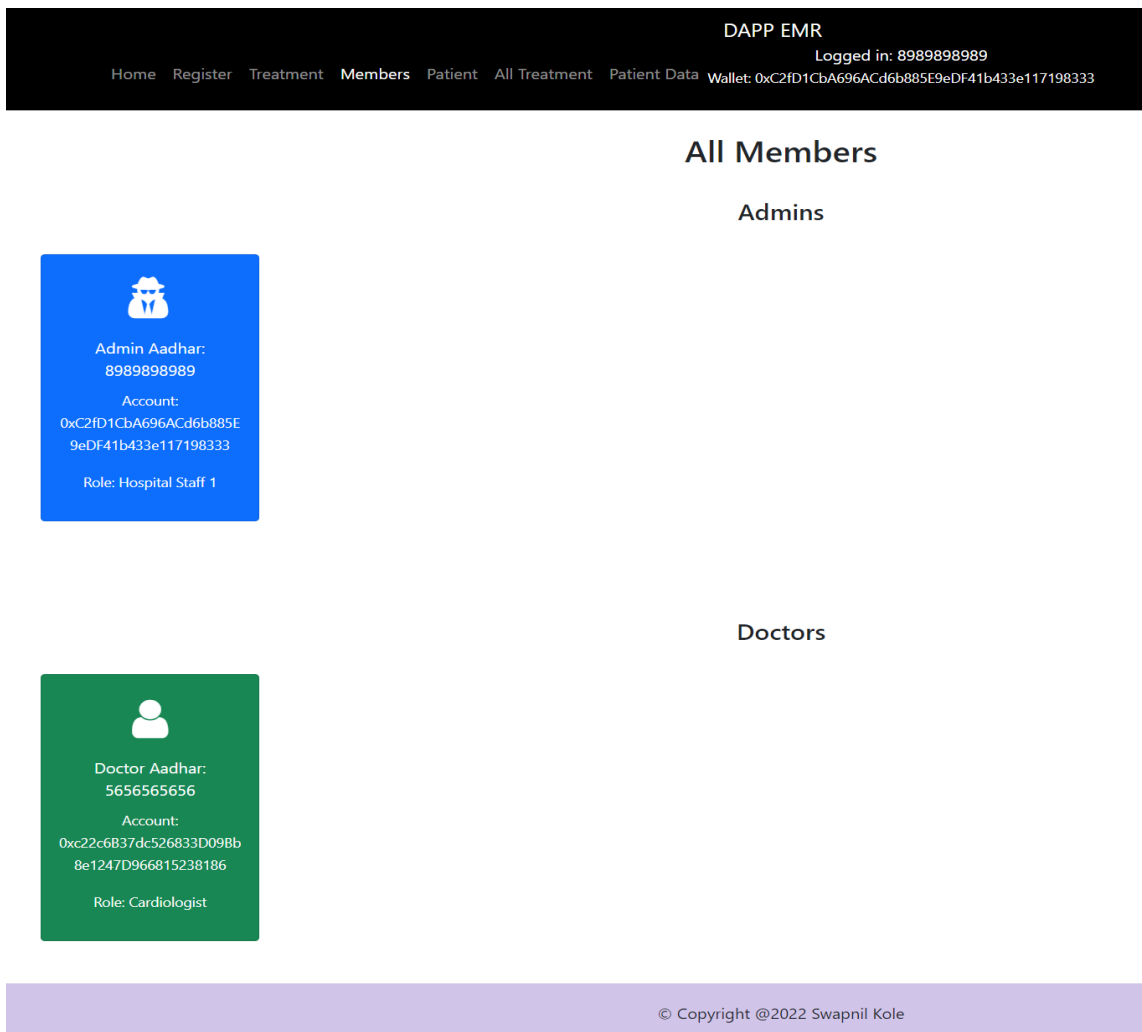 DAPP EMR
Logged in: 8989898989
Home Register Treatment Members Patient All Treatment Patient Data Wallet: 0xC2fD1CbA696ACd6b885E9eDF41b433e117198333
All Members
Admins
Admin Aadhar:
8989898989
Account:
0xC2fD1CbA696ACd6b885E
9eDF41b433e117198333
Role: Hospital Staff 1
Doctors
Doctor Aadhar:
5656565656
Account:
0xc22c6B37dc526833D09Bb
8e1247D966815238186
Role: Cardiologist
© Copyright @2022 Swapnil Kole